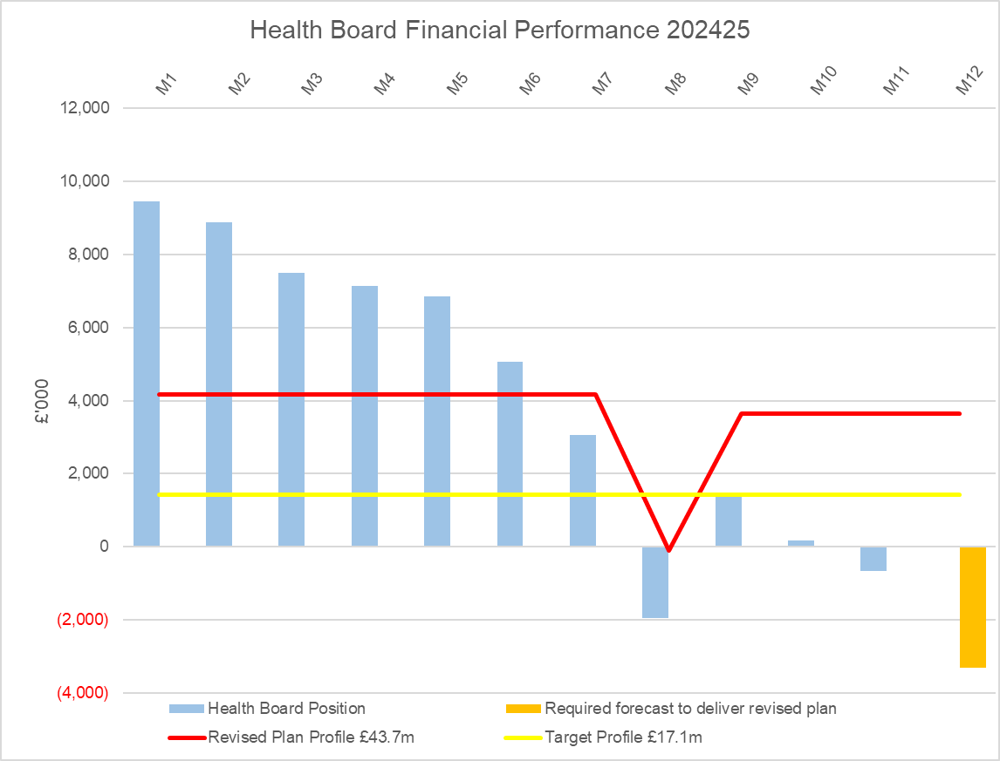 Health Board Financial Performance 202425
M1 M2 M3 M4 M5 M6 M7 M8 M9 M10 M11 M12
12,000
10,000
8,000
6,000
4,000
2,000
0
(2,000)
(4,000)
£'000
Health Board Position
Required forecast to deliver revised plan
Revised Plan Profile £43.7m
Target Profile £17.1m